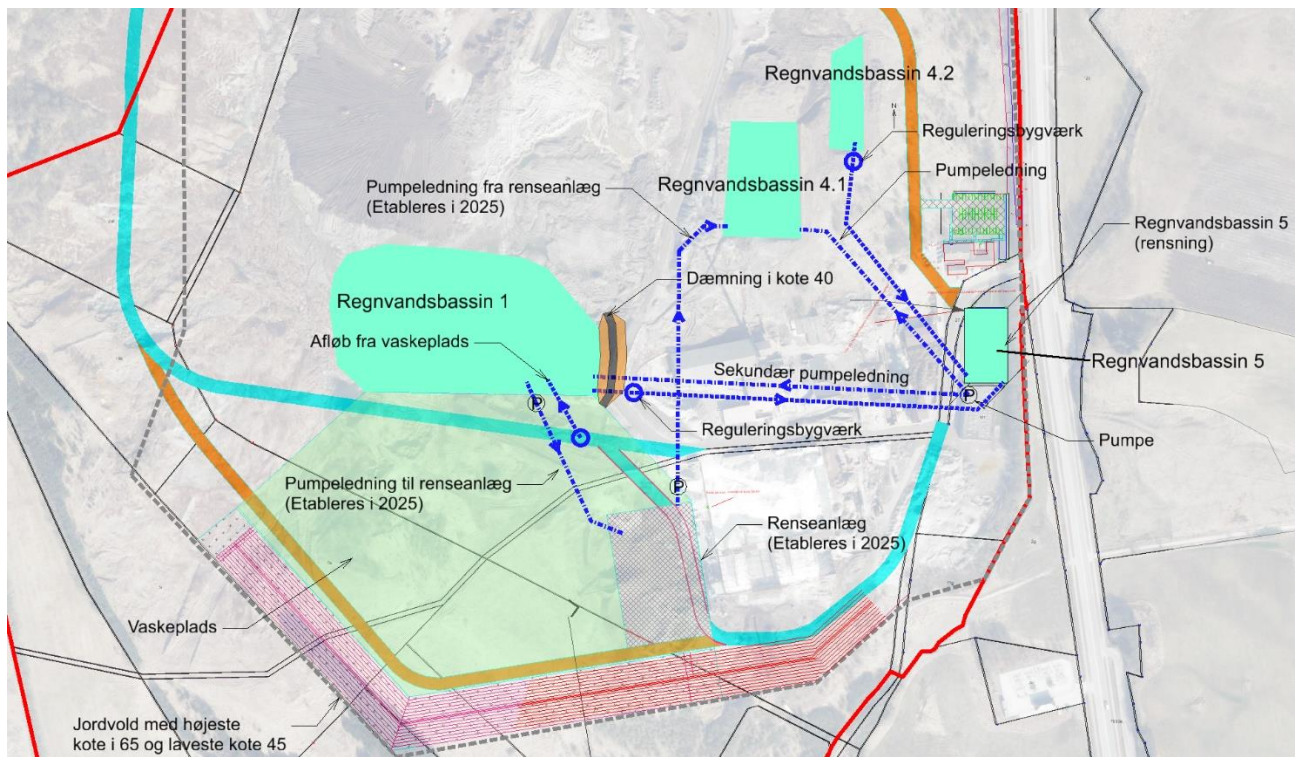 Regnvandsbassin 4.2
N
Reguleringsbygværk
Pumpeledning
Pumpeledning fra renseanlæg
(Etableres i 2025)
Regnvandsbassin 4.1
Regnvandsbassin 5
(rensning)
Dæmning i kote 40
Regnvandsbassin 1
Afløb fra vaskeplads
Regnvandsbassin 5
Sekundær pumpeledning
P
P
Reguleringsbygværk
Pumpe
Pumpeledning til renseanlæg
(Etableres i 2025)
P
Renseanlæg
(Etableres i 2025)
Vaskeplads
Jordvold med højeste
kote i 65 og laveste kote 45